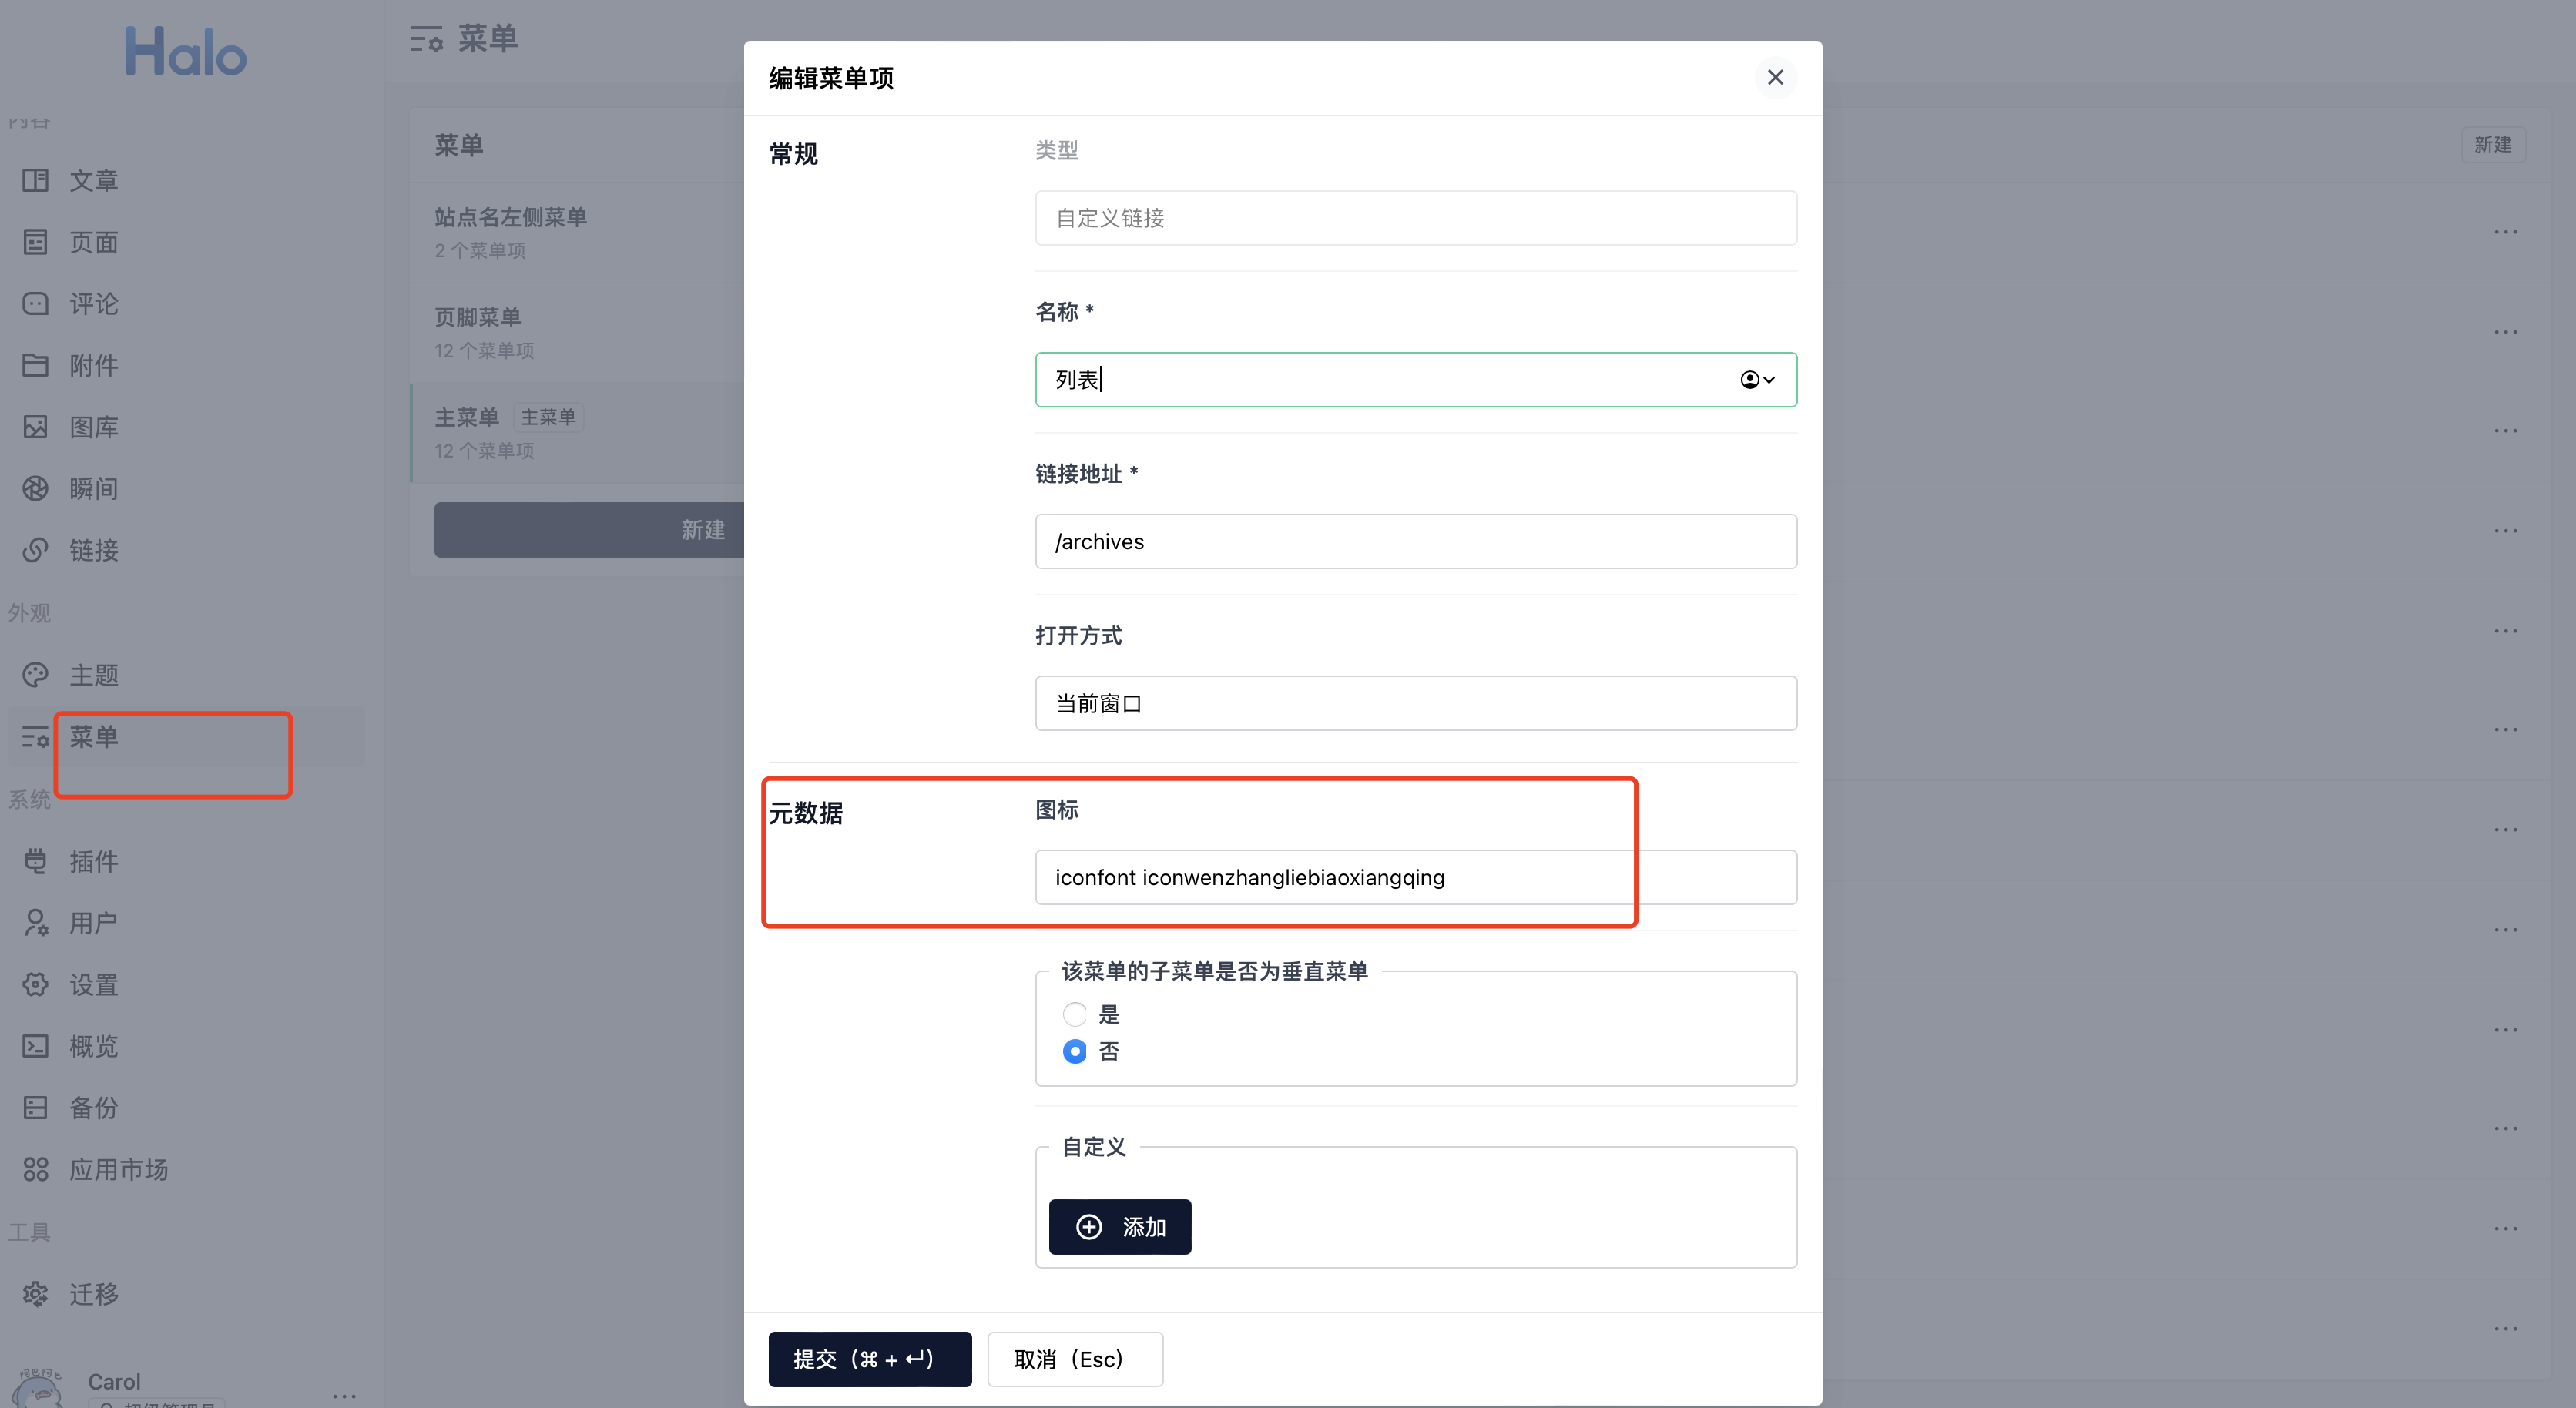 Halo
内容
文章
页面
评论
附件
图库
瞬间
链接
外观
主题
菜单
系统
插件
用户
设置
概览
备份
应用市场
工具
迁移
Carol
超级管理员
菜单
菜单
新建
站点名左侧菜单
2 个菜单项
页脚菜单
12 个菜单项
主菜单 主菜单
12 个菜单项
新建
编辑菜单项
常规
类型
自定义链接
名称 *
列表
链接地址 *
/archives
打开方式
当前窗口
元数据
图标
iconfont iconwenzhangliebiaoxiangqing
该菜单的子菜单是否为垂直菜单
是
否
自定义
添加
提交（⌘ + ↵）
取消（Esc）